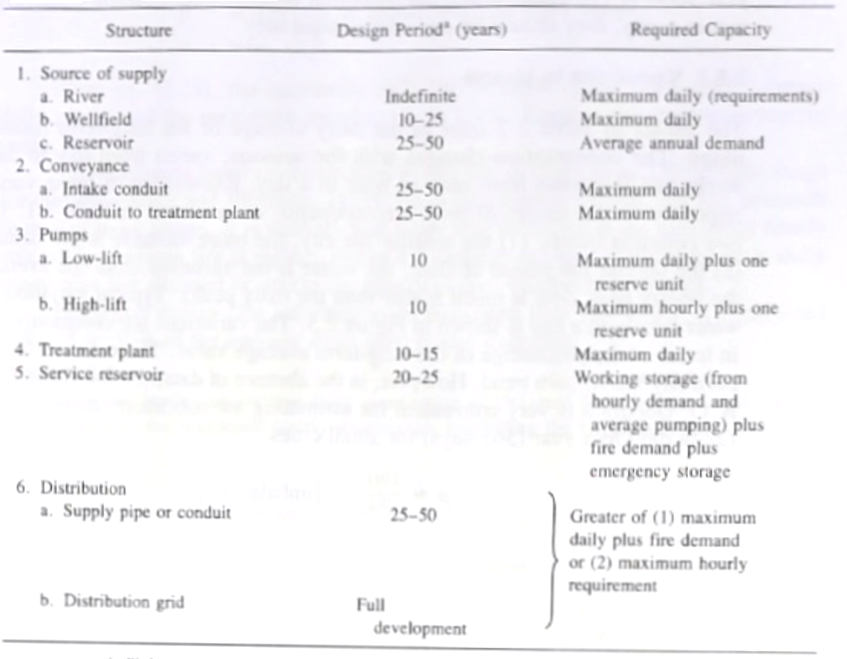 Structure Design Periodᵃ (years) Required Capacity
1. Source of supply
a. River Indefinite Maximum daily (requirements)
b. Wellfield 10–25 Maximum daily
c. Reservoir 25–50 Average annual demand
2. Conveyance
a. Intake conduit 25–50 Maximum daily
b. Conduit to treatment plant 25–50 Maximum daily
3. Pumps
a. Low-lift 10 Maximum daily plus one
reserve unit
b. High-lift 10 Maximum hourly plus one
reserve unit
4. Treatment plant 10–15 Maximum daily
5. Service reservoir 20–25 Working storage (from
hourly demand and
average pumping) plus
fire demand plus
emergency storage
6. Distribution
a. Supply pipe or conduit 25–50 Greater of (1) maximum
daily plus fire demand
or (2) maximum hourly
requirement
b. Distribution grid Full
development